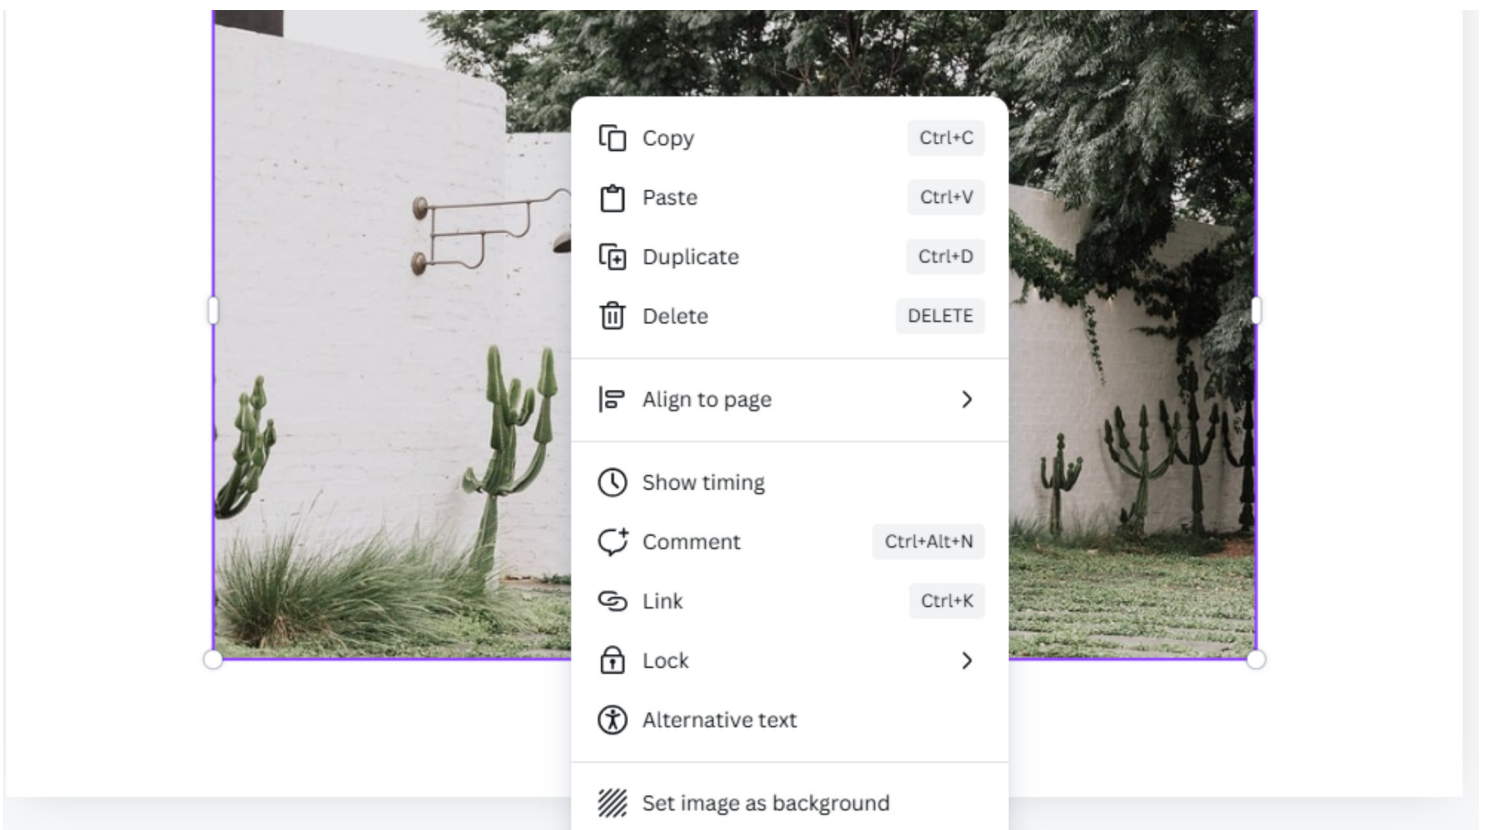 Copy Ctrl+C
Paste Ctrl+V
Duplicate Ctrl+D
Delete DELETE
Align to page
Show timing
Comment Ctrl+Alt+N
Link Ctrl+K
Lock
Alternative text
Set image as background